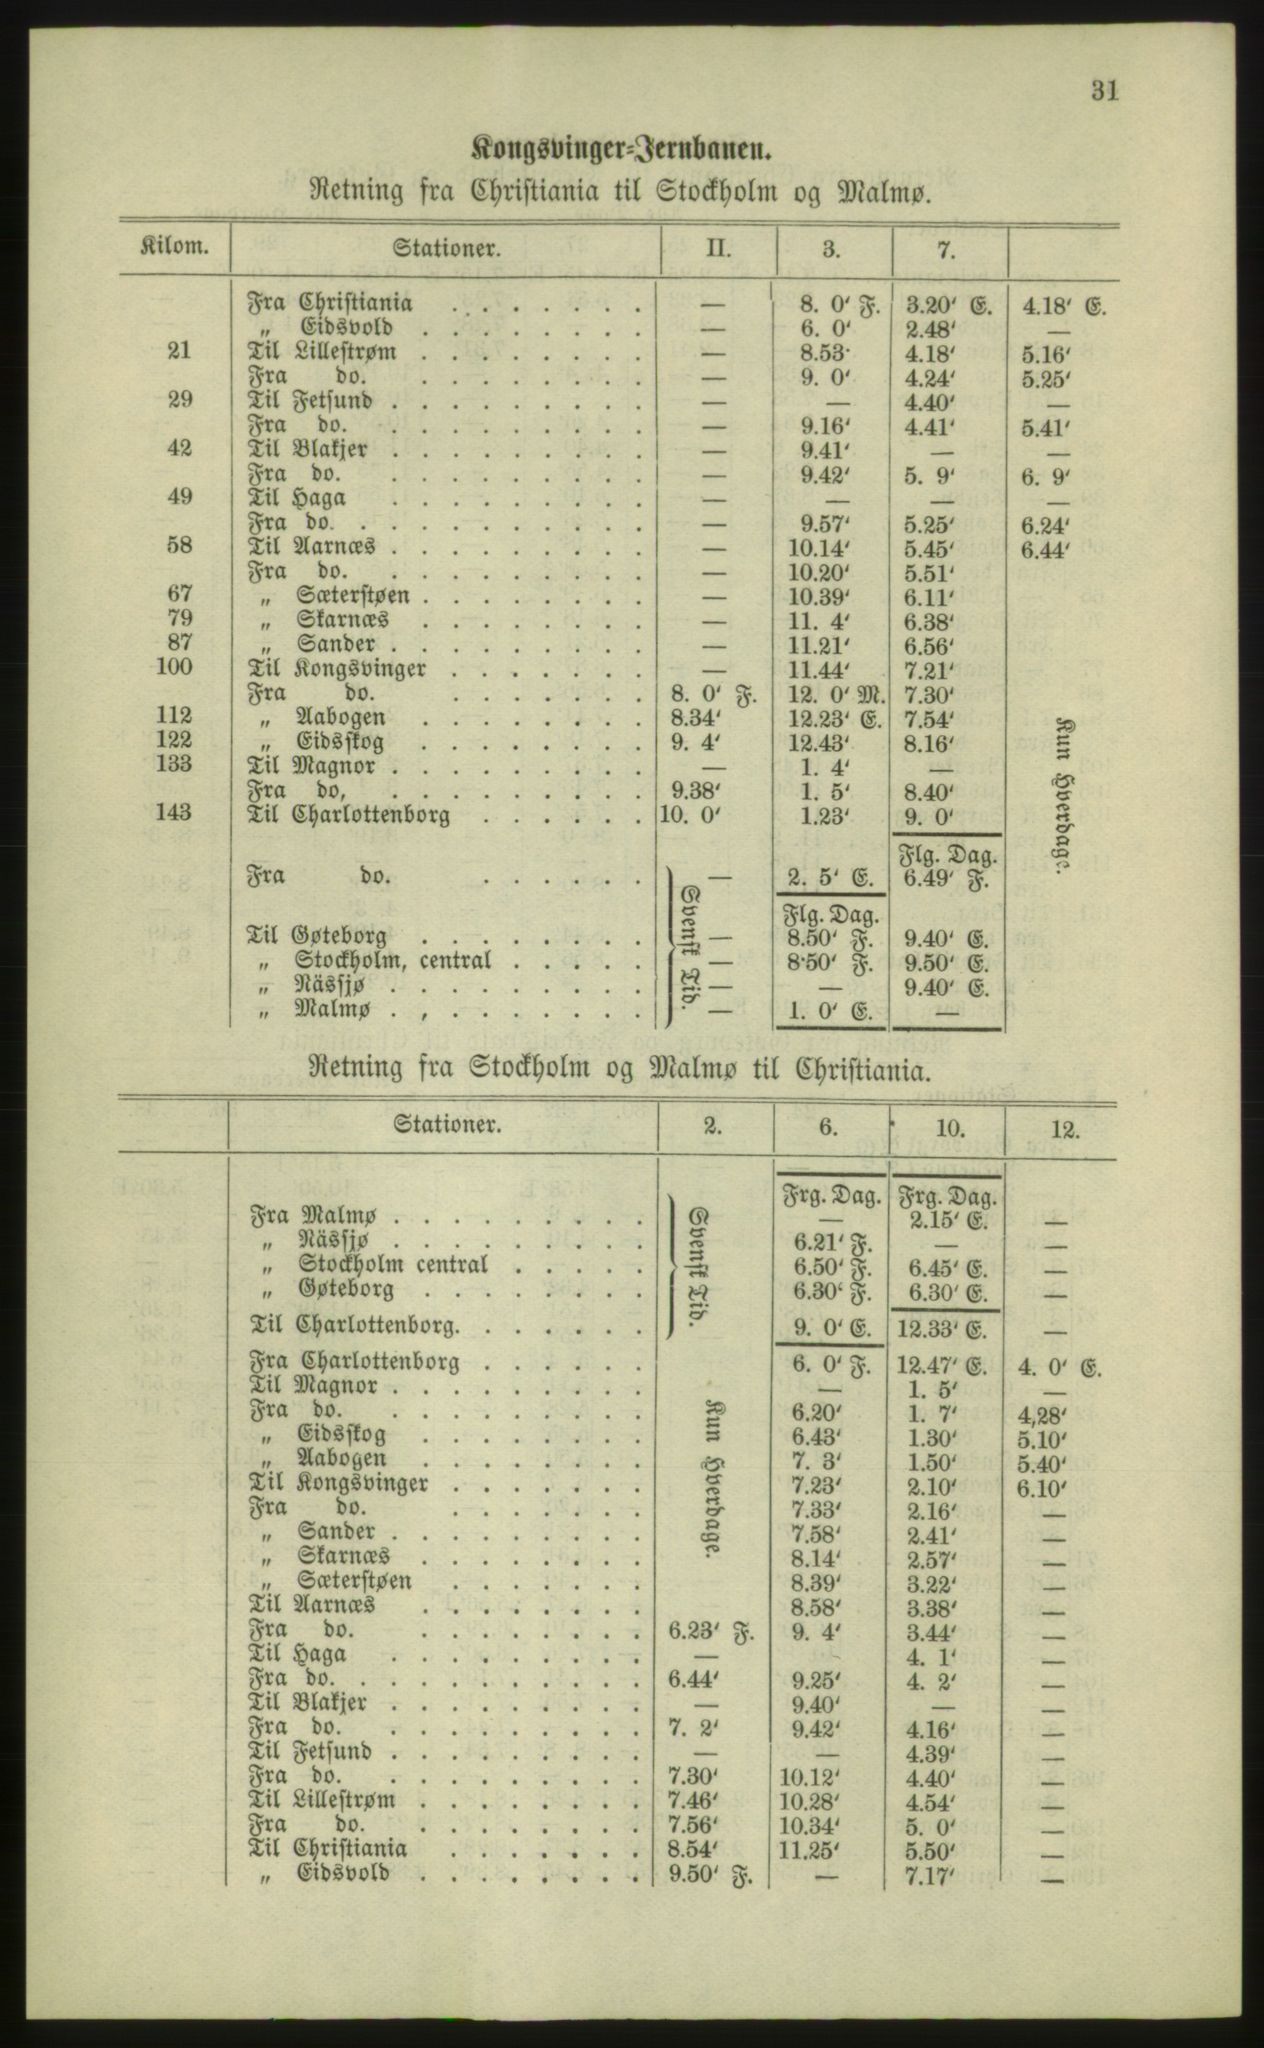 31
Kongsvinger-Jernbanen.
Retning fra Christiania til Stockholm og Malmø.
Kilom. Stationer. II. 3. 7.
Fra Christiania . . . . . . . — 8. 0' F. 3.20' E. 4.18' E.
„ Eidsvold . . . . . . . . — 6. 0' 2.48' —
21 Til Lillestrøm . . . . . . . . — 8.53' 4.18' 5.16'
Fra do. . . . . . . . . — 9. 0' 4.24' 5.25'
29 Til Fetsund . . . . . . . . . — — 4.40' —
Fra do. . . . . . . . . . — 9.16' 4.41' 5.41'
42 Til Blakjer . . . . . . . . . — 9.41' — —
Fra do. . . . . . . . . . — 9.42' 5. 9' 6. 9'
49 Til Haga . . . . . . . . . — — — —
Fra do. . . . . . . . . . . — 9.57' 5.25' 6.24'
58 Til Aarnæs . . . . . . . . . — 10.14' 5.45' 6.44'
Fra do. . . . . . . . . . — 10.20' 5.51'
67 „ Sæterstøen . . . . . . . . — 10.39' 6.11'
79 „ Skarnæs . . . . . . . . — 11. 4' 6.38'
87 „ Sander . . . . . . . . . — 11.21' 6.56'
100 Til Kongsvinger . . . . . . . — 11.44' 7.21'
Fra do. . . . . . . . 8. 0' F. 12. 0' M. 7.30'
112 „ Aabogen . . . . . . . . 8.34' 12.23' E. 7.54'
122 „ Eidsskog . . . . . . . . 9. 4' 12.43' 8.16'
133 Til Magnor . . . . . . . . . — 1. 4' —
Fra do, . . . . . . . . . 9.38' 1. 5' 8.40'
143 Til Charlottenborg . . . . . . 10. 0' 1.23' 9. 0'
Kun Hverdage.
Flg. Dag.
Fra do. . . . . . . — 2. 5' E. 6.49' F.
Svensk Tid.
Flg. Dag.
Til Gøteborg . . . . . . . . — 8.50' F. 9.40' E.
„ Stockholm, central . . . . . — 8.50' F. 9.50' E.
„ Nässjø . . . . . . . . . — — 9.40' E.
„ Malmø . , . . . . . . . — 1. 0' E. —
Retning fra Stockholm og Malmø til Christiania.
Stationer. 2. 6. 10. 12.
Frg. Dag. Frg. Dag.
Fra Malmø . . . . . . . . . — 2.15' E. —
„ Nässjø . . . . . . . . . 6.21' F. — —
„ Stockholm central . . . . . 6.50' F. 6.45' E. —
„ Gøteborg . . . . . . . . 6.30' F. 6.30' E. —
Svensk Tid.
Til Charlottenborg. . . . . . . 9. 0' E. 12.33' E. —
Fra Charlottenborg . . . . . . 6. 0' F. 12.47' E. 4. 0' E.
Til Magnor . . . . . . . . . — 1. 5' —
Fra do. . . . . . . . . . 6.20' 1. 7' 4,28'
„ Eidsskog . . . . . . . . 6.43' 1.30' 5.10'
„ Aabogen . . . . . . . . 7. 3' 1.50' 5.40'
Til Kongsvinger . . . . . . . 7.23' 2.10' 6.10'
Fra do. . . . . . . . 7.33' 2.16' —
Kun Hverdage.
„ Sander . . . . . . . . . 7.58' 2.41' —
„ Skarnæs . . . . . . . . 8.14' 2.57' —
„ Sæterstøen . . . . . . . 8.39' 3.22' —
Til Aarnæs . . . . . . . . 8.58' 3.38' —
Fra do. . . . . . . . . 6.23' F. 9. 4' 3.44' —
Til Haga . . . . . . . . . — 4. 1' —
Fra do. . . . . . . . . . . 6.44' 9.25' 4. 2' —
Til Blakjer . . . . . . . . . — 9.40' — —
Fra do. . . . . . . . . . 7. 2' 9.42' 4.16' —
Til Fetsund . . . . . . . . . — — 4.39' —
Fra do. . . . . . . . . . 7.30' 10.12' 4.40' —
Til Lillestrøm . . . . . . . . 7.46' 10.28' 4.54' —
Fra do. . . . . . . . . 7.56' 10.34' 5. 0' —
Til Christiania . . . . . . . 8.54' 11.25' 5.50' —
„ Eidsvold . . . . . . . . 9.50' F. — 7.17' —